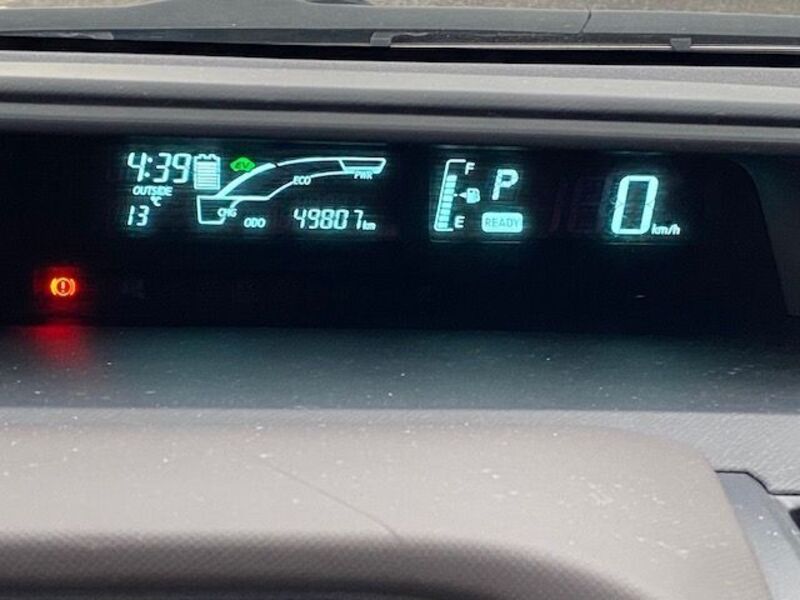 4:39 EV
ECO PWR
OUTSIDE
13 °C
CHG ODO 49807 km
F
P
E READY
0 km/h
(!)